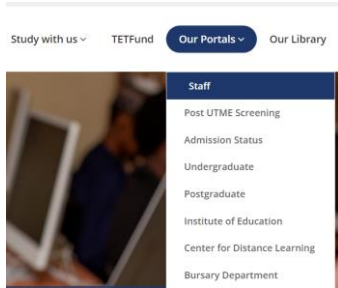 Study with us TETFund Our Portals Our Library
Staff
Post UTME Screening
Admission Status
Undergraduate
Postgraduate
Institute of Education
Center for Distance Learning
Bursary Department